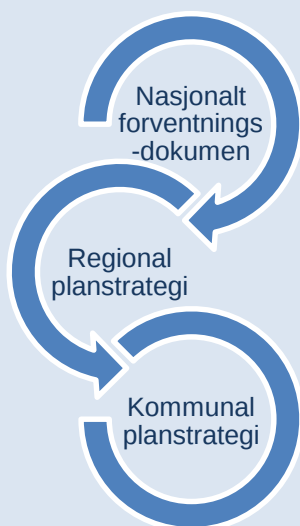 Nasjonalt
forventnings
-dokumen
Regional
planstrategi
Kommunal
planstrategi